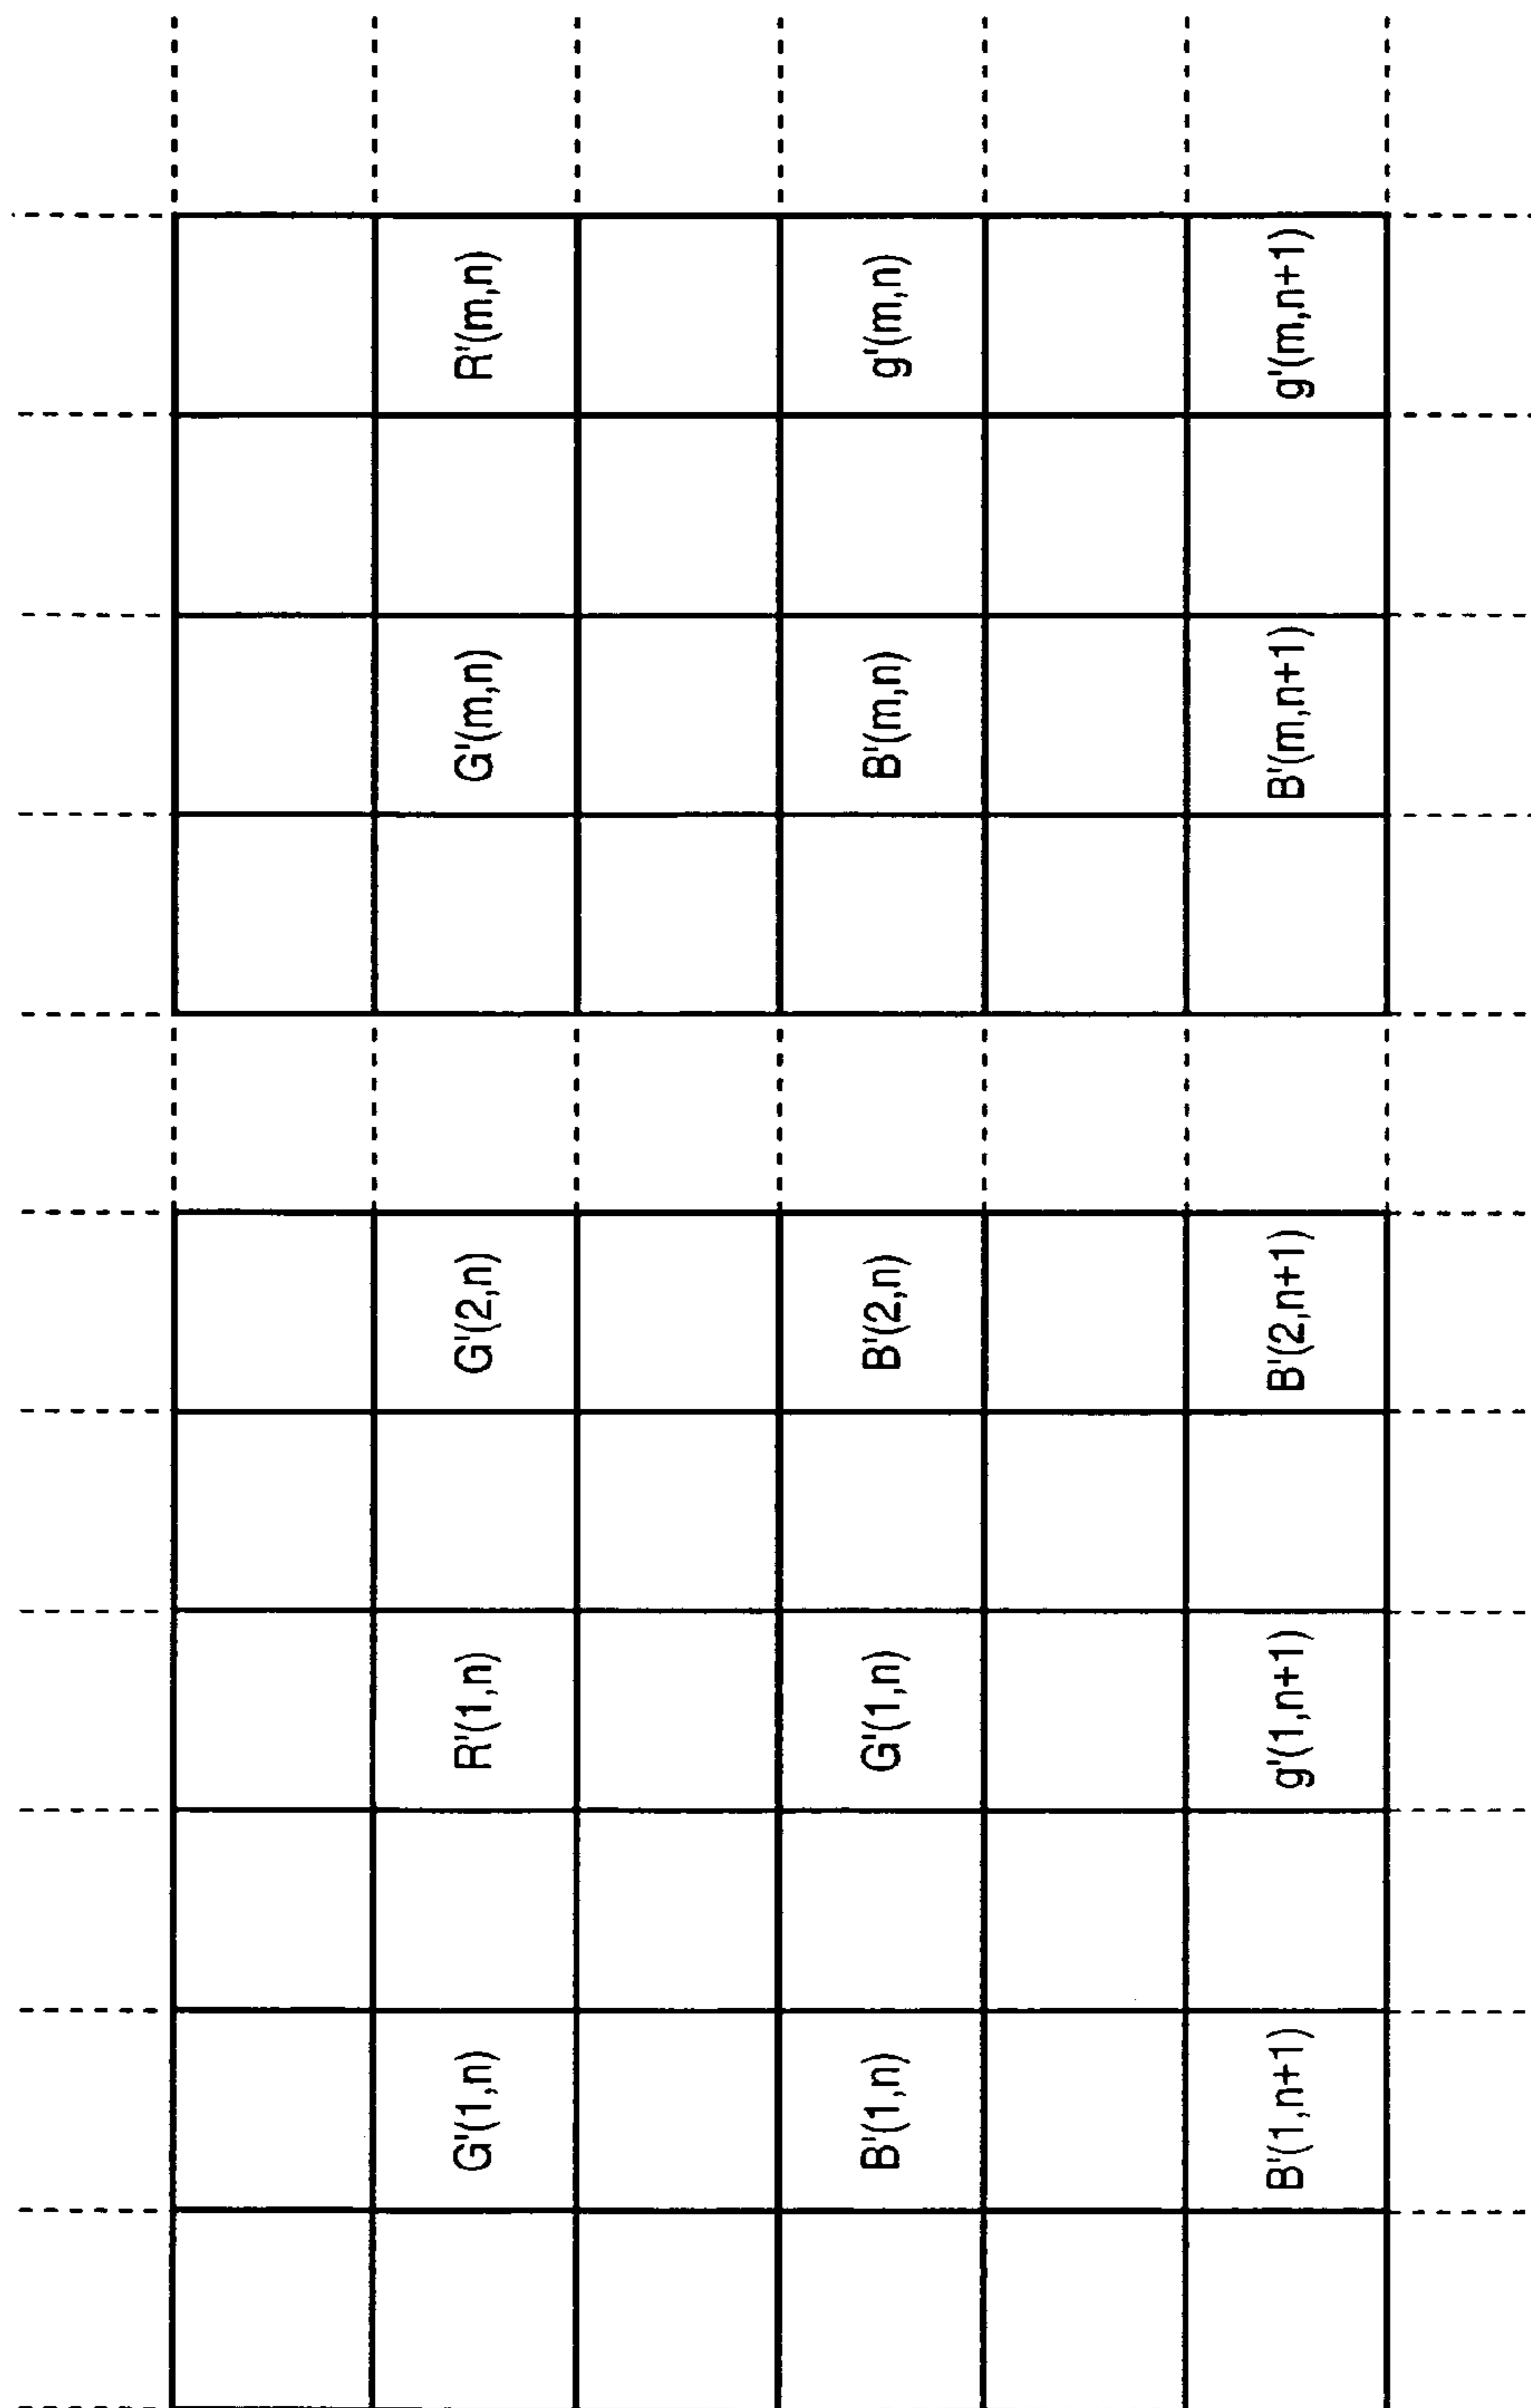 G'(1,n) R'(1,n) G'(2,n) G'(m,n) R'(m,n)
B'(1,n) G'(1,n) B'(2,n) B'(m,n) g'(m,n)
B'(1,n+1) g'(1,n+1) B'(2,n+1) B'(m,n+1) g'(m,n+1)